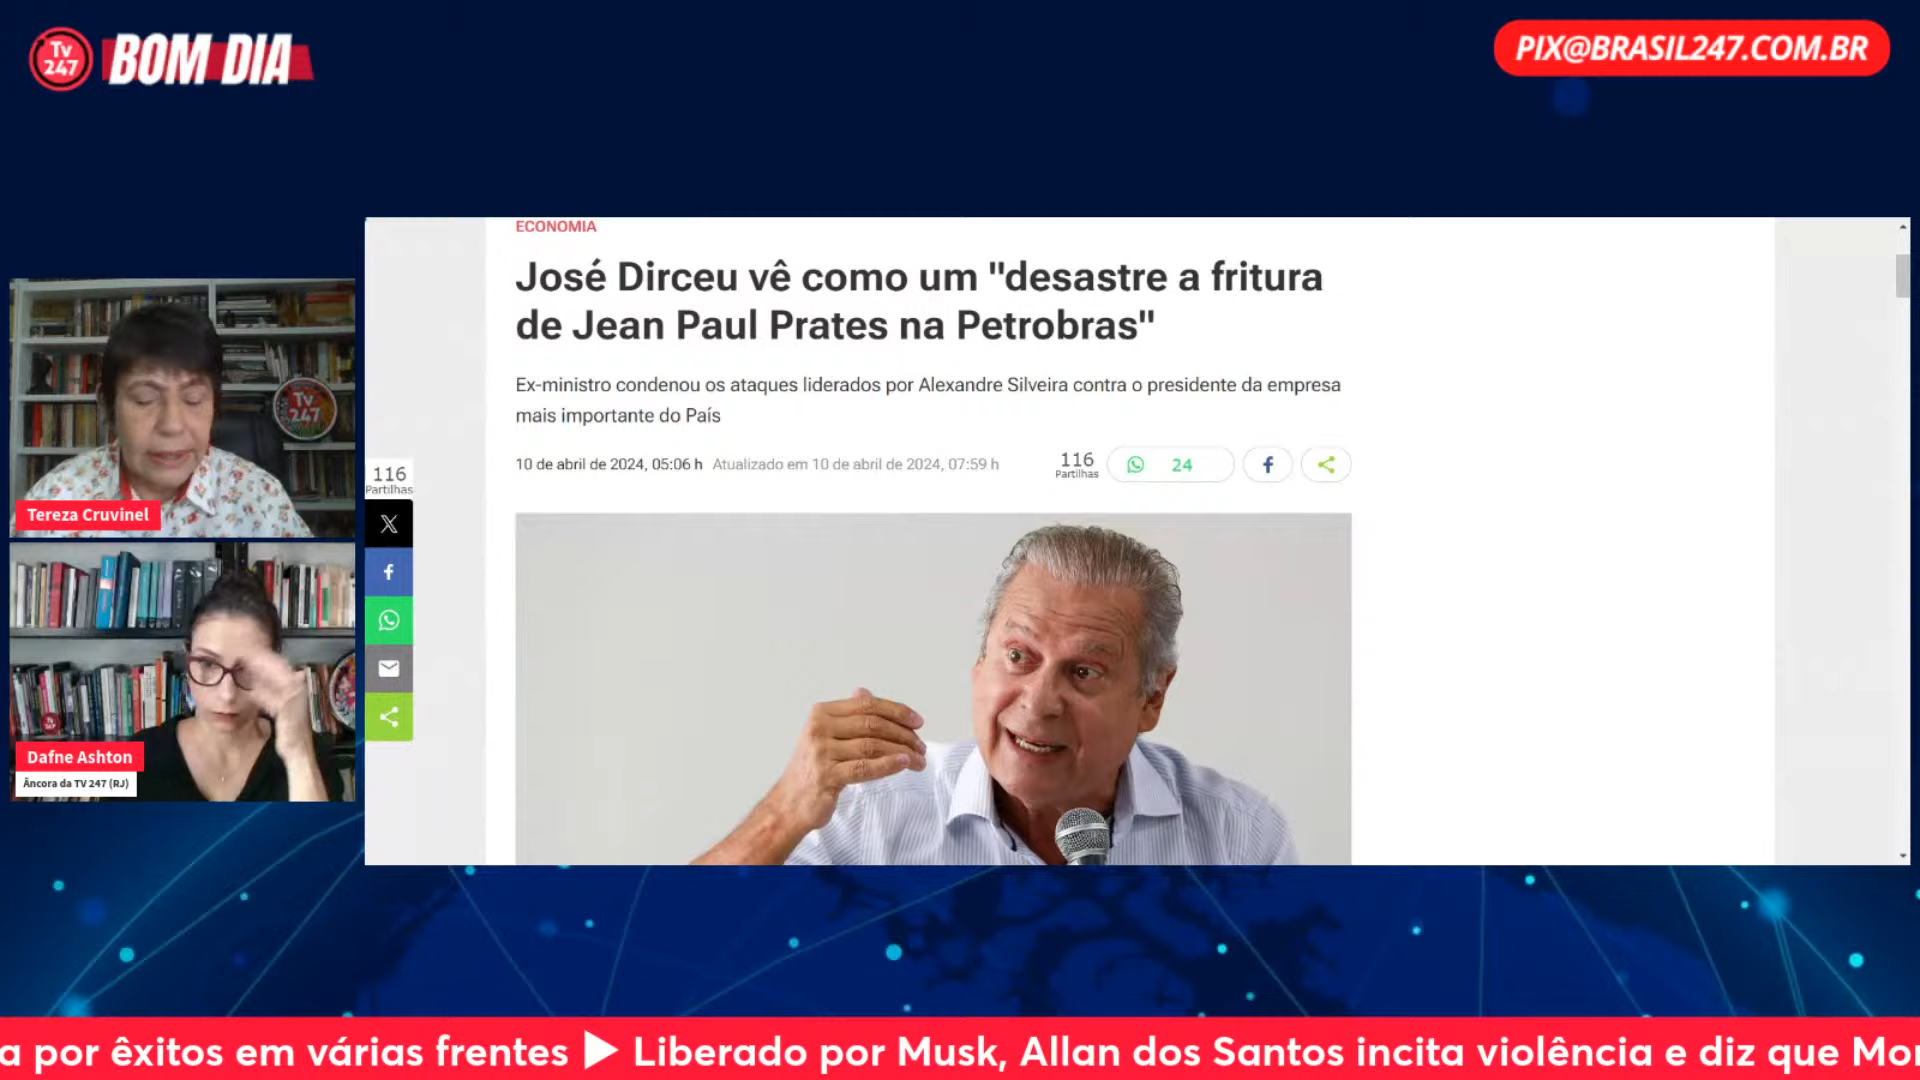 Tv
247
BOM DIA
PIX@BRASIL247.COM.BR
ECONOMIA
José Dirceu vê como um "desastre a fritura
de Jean Paul Prates na Petrobras"
Ex-ministro condenou os ataques liderados por Alexandre Silveira contra o presidente da empresa
mais importante do País
10 de abril de 2024, 05:06 h Atualizado em 10 de abril de 2024, 07:59 h
116
Partilhas
24
116
Partilhas
Tv
247
Tereza Cruvinel
Dafne Ashton
Âncora da TV 247 (RJ)
a por êxitos em várias frentes ▶ Liberado por Musk, Allan dos Santos incita violência e diz que Mor